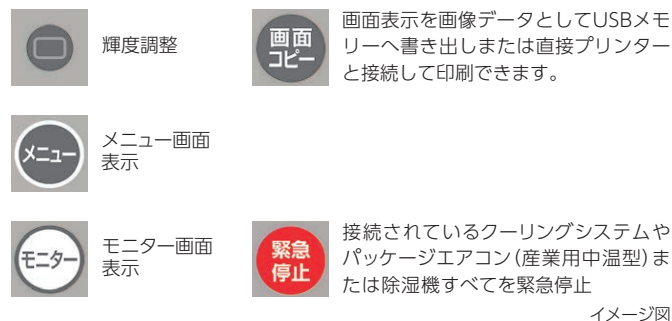 輝度調整
画面
コピー
画面表示を画像データとしてUSBメモ
リーへ書き出しまたは直接プリンター
と接続して印刷できます。
メニュー
メニュー画面
表示
モニター
モニター画面
表示
緊急
停止
接続されているクーリングシステムや
パッケージエアコン(産業用中温型)ま
たは除湿機すべてを緊急停止
イメージ図